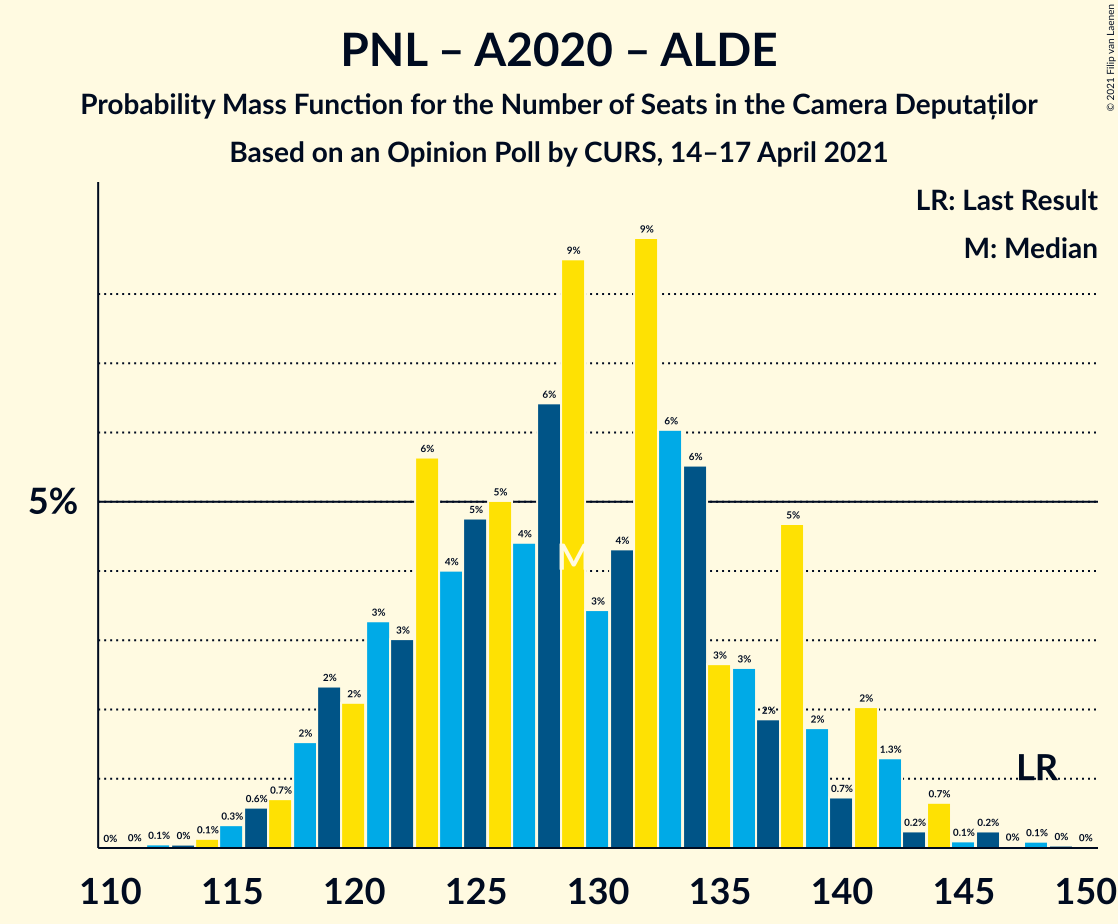 PNL – A2020 – ALDE
Probability Mass Function for the Number of Seats in the Camera Deputaților
Based on an Opinion Poll by CURS, 14–17 April 2021
© 2021 Filip van Laenen
LR: Last Result
M: Median
5%
0% 0% 0.1% 0% 0.1% 0.3% 0.6% 0.7% 2% 2% 2% 3% 3% 6% 4% 5% 5% 4% 6% 9% 3% 4% 9% 6% 6% 3% 3% 2% 5% 2% 0.7% 2% 1.3% 0.2% 0.7% 0.1% 0.2% 0% 0.1% 0% 0%
M
LR
110 115 120 125 130 135 140 145 150